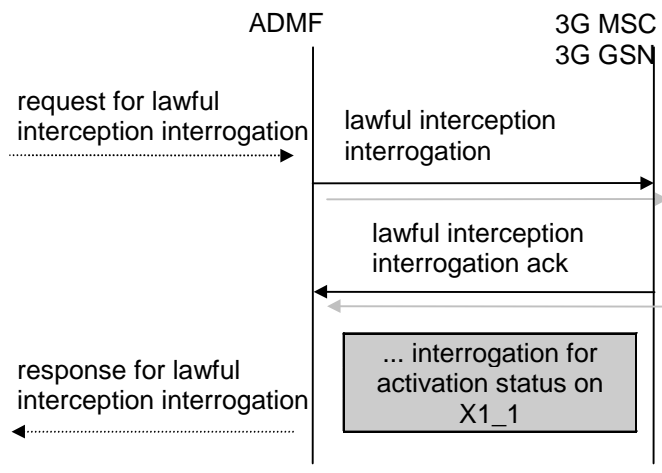 ADMF
3G MSC
3G GSN
request for lawful
interception interrogation
lawful interception
interrogation
lawful interception
interrogation ack
... interrogation for
activation status on
X1_1
response for lawful
interception interrogation